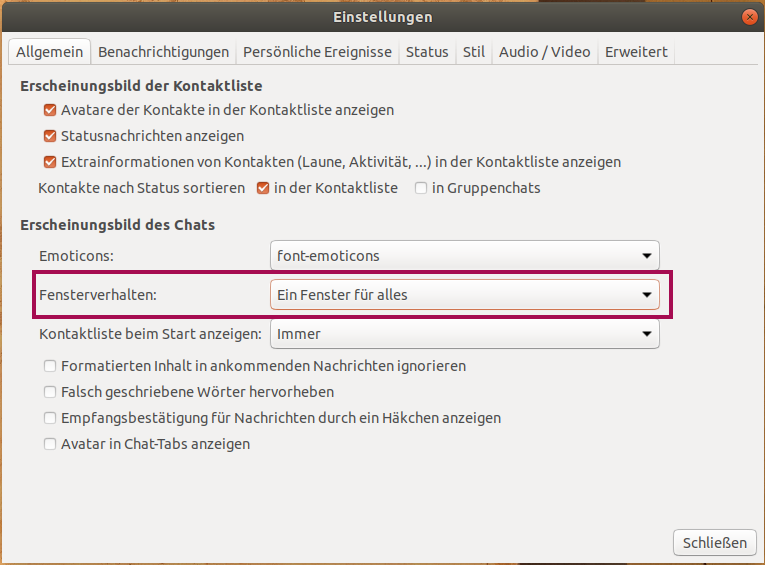 Einstellungen
Allgemein Benachrichtigungen Persönliche Ereignisse Status Stil Audio / Video Erweitert
Erscheinungsbild der Kontaktliste
Avatare der Kontakte in der Kontaktliste anzeigen
Statusnachrichten anzeigen
Extrainformationen von Kontakten (Laune, Aktivität, ...) in der Kontaktliste anzeigen
Kontakte nach Status sortieren in der Kontaktliste in Gruppenchats
Erscheinungsbild des Chats
Emoticons: font-emoticons
Fensterverhalten: Ein Fenster für alles
Kontaktliste beim Start anzeigen: Immer
Formatierten Inhalt in ankommenden Nachrichten ignorieren
Falsch geschriebene Wörter hervorheben
Empfangsbestätigung für Nachrichten durch ein Häkchen anzeigen
Avatar in Chat-Tabs anzeigen
Schließen